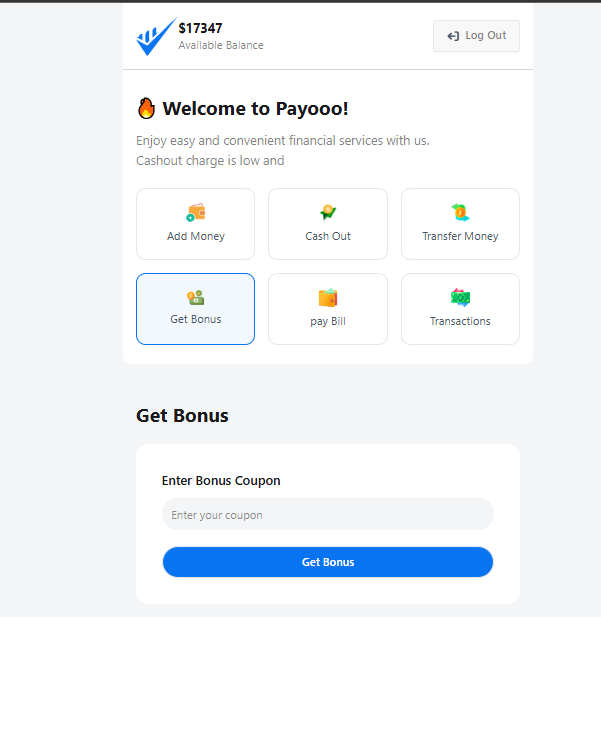 $17347
Available Balance
Log Out
Welcome to Payooo!
Enjoy easy and convenient financial services with us.
Cashout charge is low and
Add Money
Cash Out
Transfer Money
Get Bonus
pay Bill
Transactions
Get Bonus
Enter Bonus Coupon
Enter your coupon
Get Bonus